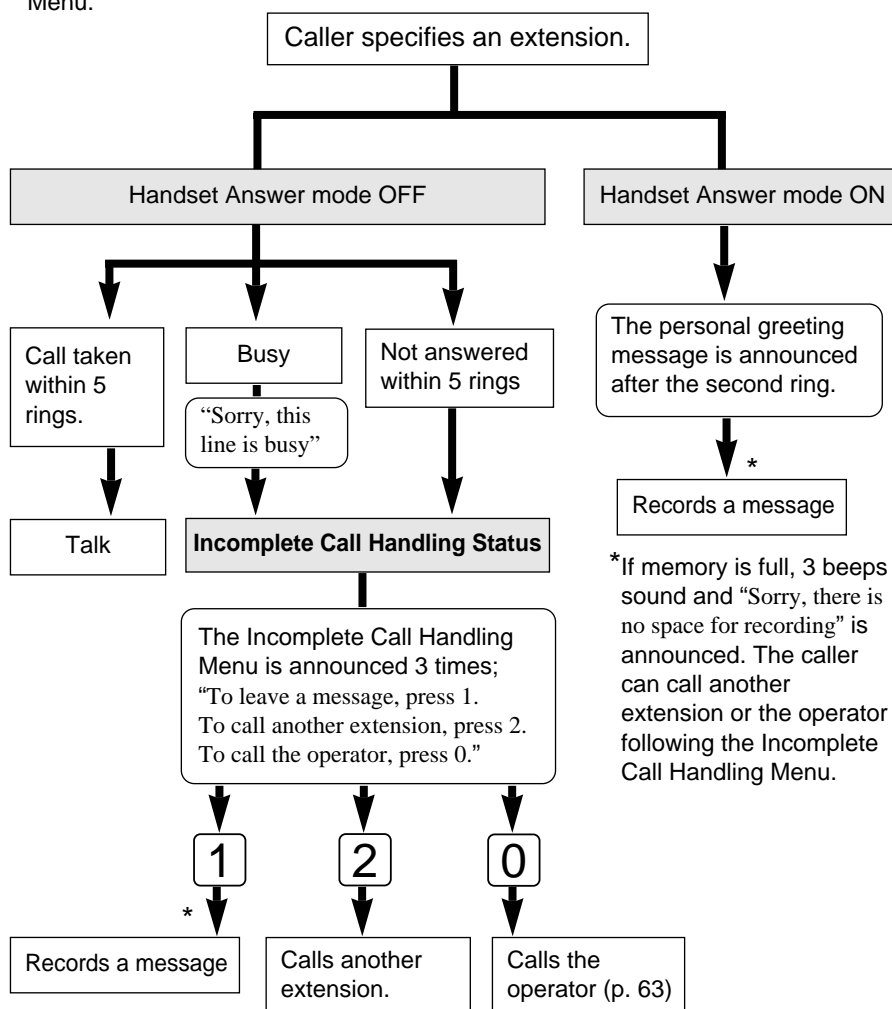 Menu.
Caller specifies an extension.
Handset Answer mode OFF
Handset Answer mode ON
Call taken
within 5
rings.
Busy
"Sorry, this
line is busy"
Not answered
within 5 rings
The personal greeting
message is announced
after the second ring.
*
Talk
Incomplete Call Handling Status
Records a message
*If memory is full, 3 beeps
sound and "Sorry, there is
no space for recording" is
announced. The caller
can call another
extension or the operator
following the Incomplete
Call Handling Menu.
The Incomplete Call Handling
Menu is announced 3 times;
"To leave a message, press 1.
To call another extension, press 2.
To call the operator, press 0."
1
2
0
*
Records a message
Calls another
extension.
Calls the
operator (p. 63)